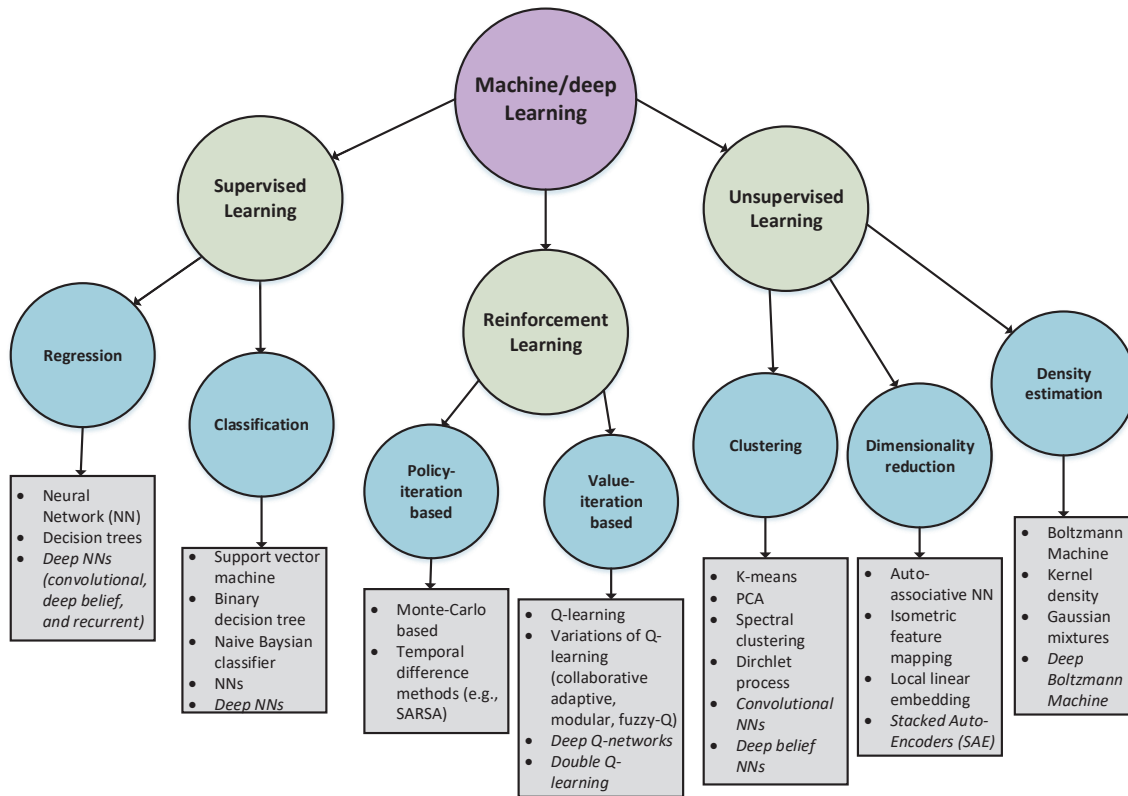 Machine/deep
Learning
Supervised
Learning
Unsupervised
Learning
Reinforcement
Learning
Regression
Classification
Policy-
iteration
based
Value-
iteration
based
Clustering
Dimensionality
reduction
Density
estimation
• Neural
Network (NN)
• Decision trees
• Deep NNs
(convolutional,
deep belief,
and recurrent)
• Support vector
machine
• Binary
decision tree
• Naive Baysian
classifier
• NNs
• Deep NNs
• Monte-Carlo
based
• Temporal
difference
methods (e.g.,
SARSA)
• Q-learning
• Variations of Q-
learning
(collaborative
adaptive,
modular, fuzzy-Q)
• Deep Q-networks
• Double Q-
learning
• K-means
• PCA
• Spectral
clustering
• Dirchlet
process
• Convolutional
NNs
• Deep belief
NNs
• Auto-
associative NN
• Isometric
feature
mapping
• Local linear
embedding
• Stacked Auto-
Encoders (SAE)
• Boltzmann
Machine
• Kernel
density
• Gaussian
mixtures
• Deep
Boltzmann
Machine